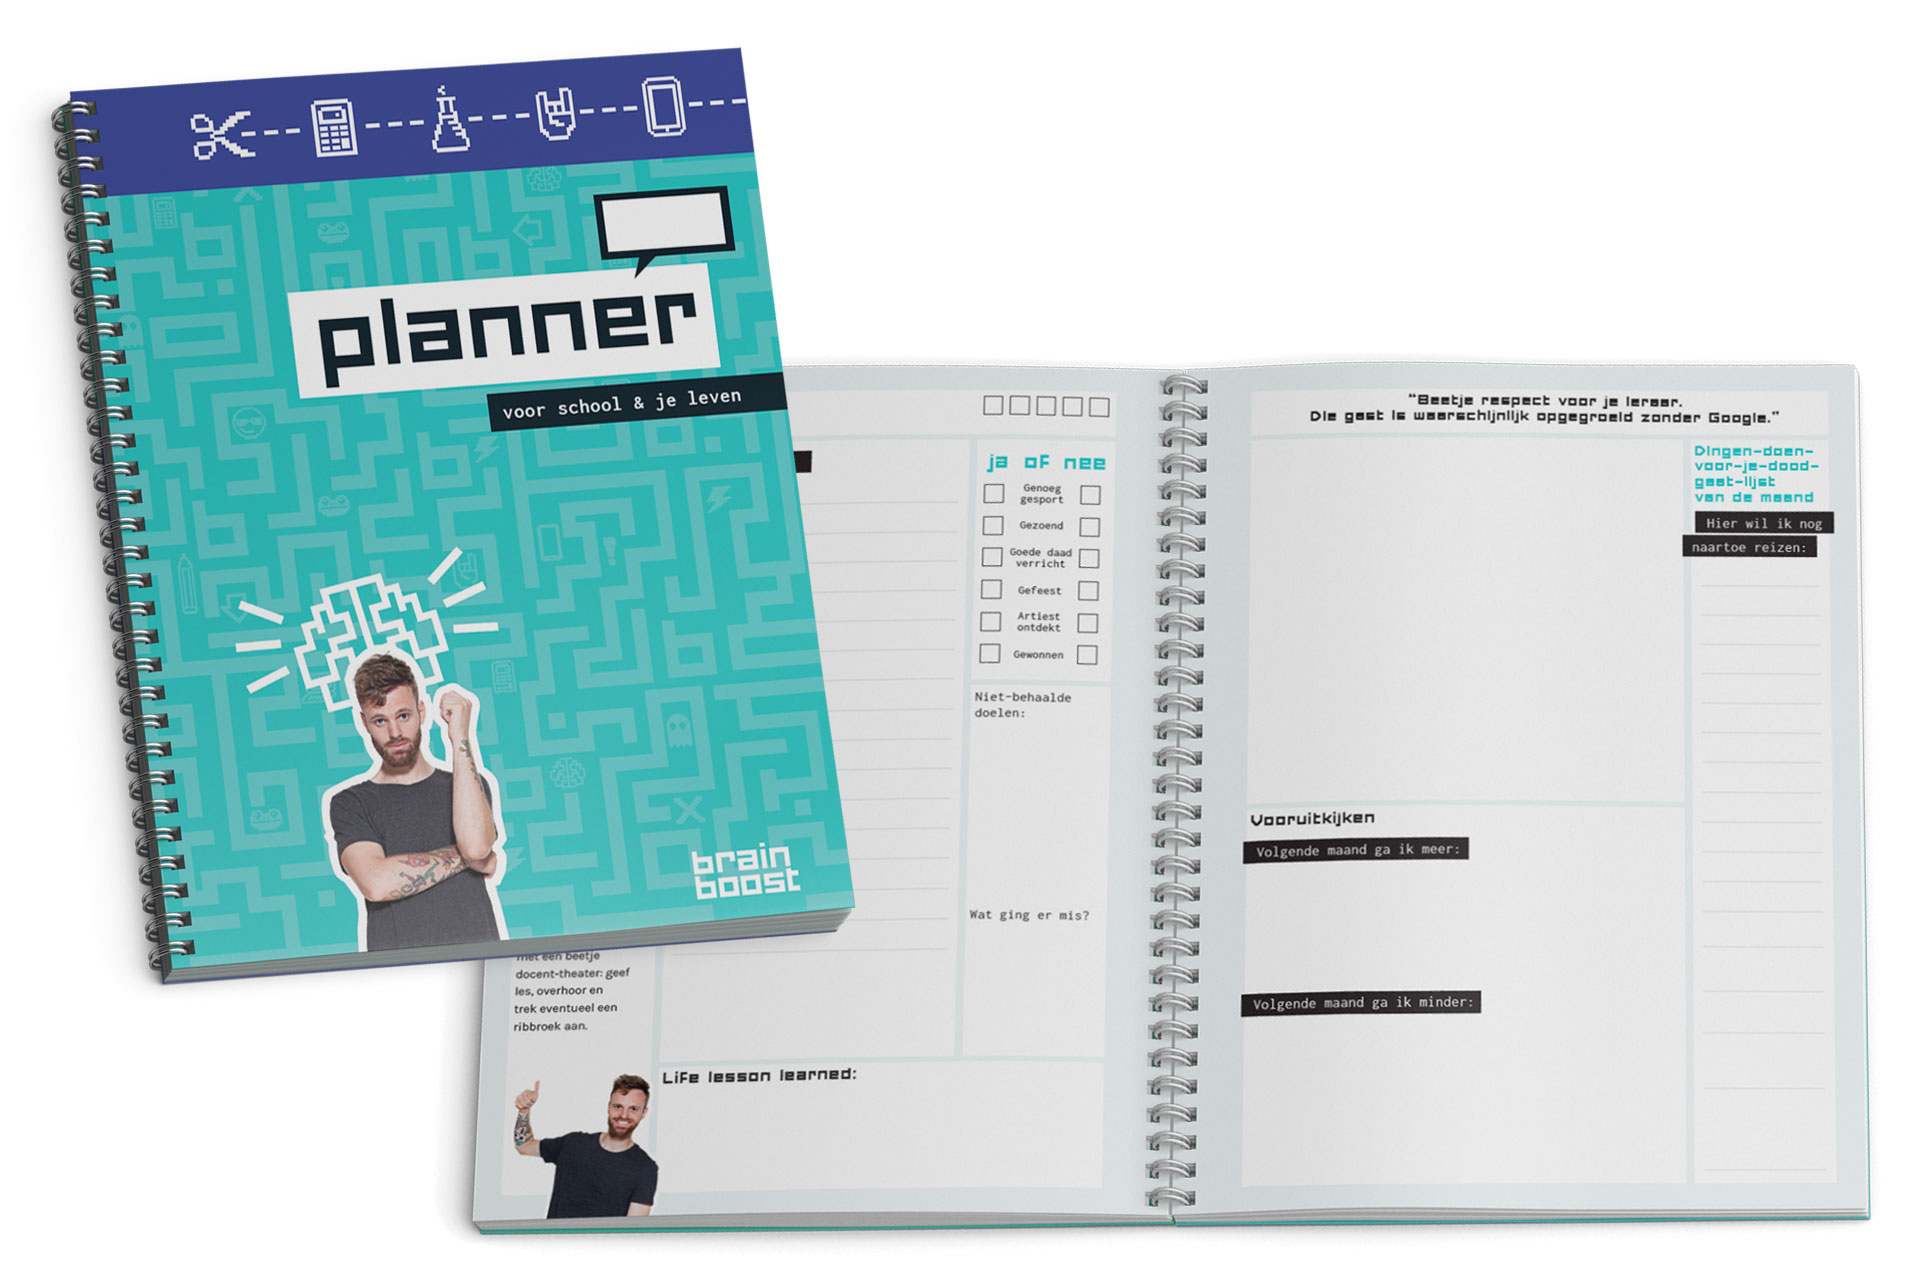 planner
voor school & je leven
brain
boost
met een beetje
docent-theater: geef
les, overhoor en
trek eventueel een
ribbroek aan.
ja of nee
Genoeg
gesport
Gezoend
Goede daad
verricht
Gefeest
Artiest
ontdekt
Gewonnen
Niet-behaalde
doelen:
Wat ging er mis?
Life lesson learned:
“Beetje respect voor je leraar.
Die gast is waarschijnlijk opgegroeid zonder Google.”
Dingen-doen-
voor-je-dood-
gaat-lijst
van de maand
Hier wil ik nog
naartoe reizen:
Vooruitkijken
Volgende maand ga ik meer:
Volgende maand ga ik minder: